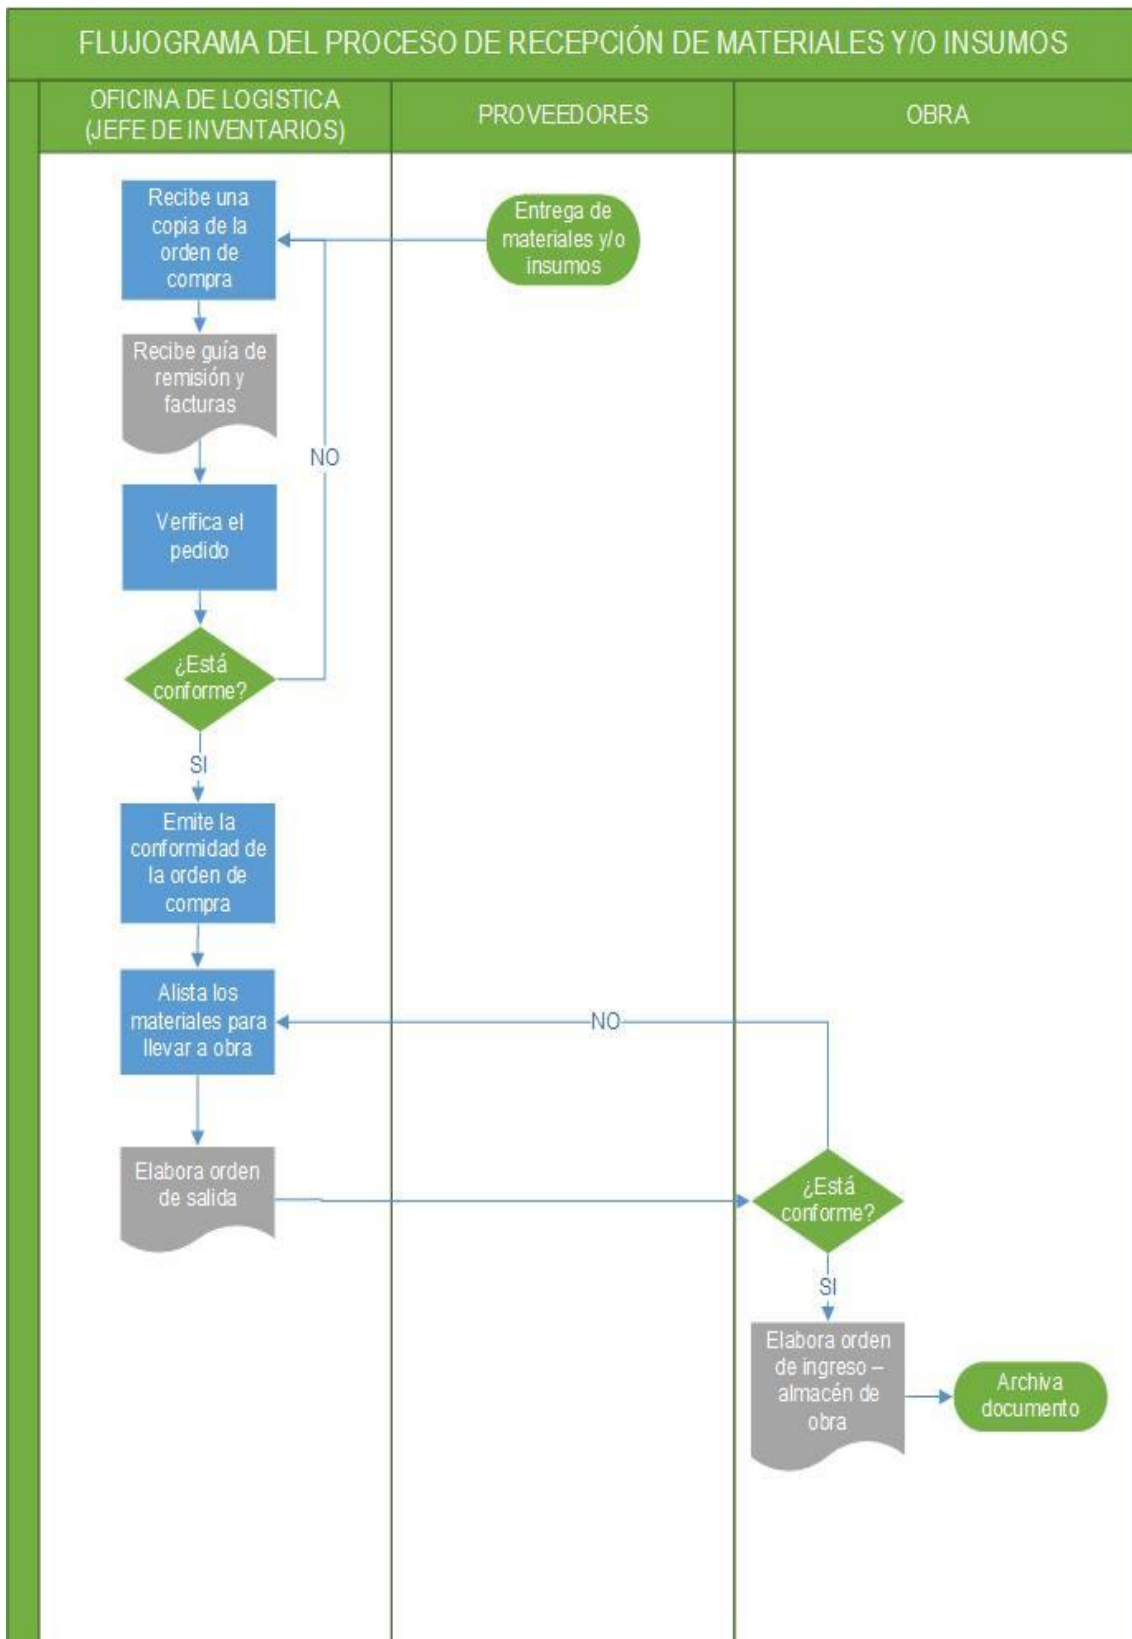 FLUJOGRAMA DEL PROCESO DE RECEPCIÓN DE MATERIALES Y/O INSUMOS
OFICINA DE LOGISTICA
(JEFE DE INVENTARIOS)
PROVEEDORES
OBRA
Recibe una
copia de la
orden de
compra
Entrega de
materiales y/o
insumos
Recibe guía de
remisión y
facturas
NO
Verifica el
pedido
¿Está
conforme?
SI
Emite la
conformidad de
la orden de
compra
Alista los
materiales para
llevar a obra
NO
Elabora orden
de salida
¿Está
conforme?
SI
Elabora orden
de ingreso –
almacén de
obra
Archiva
documento